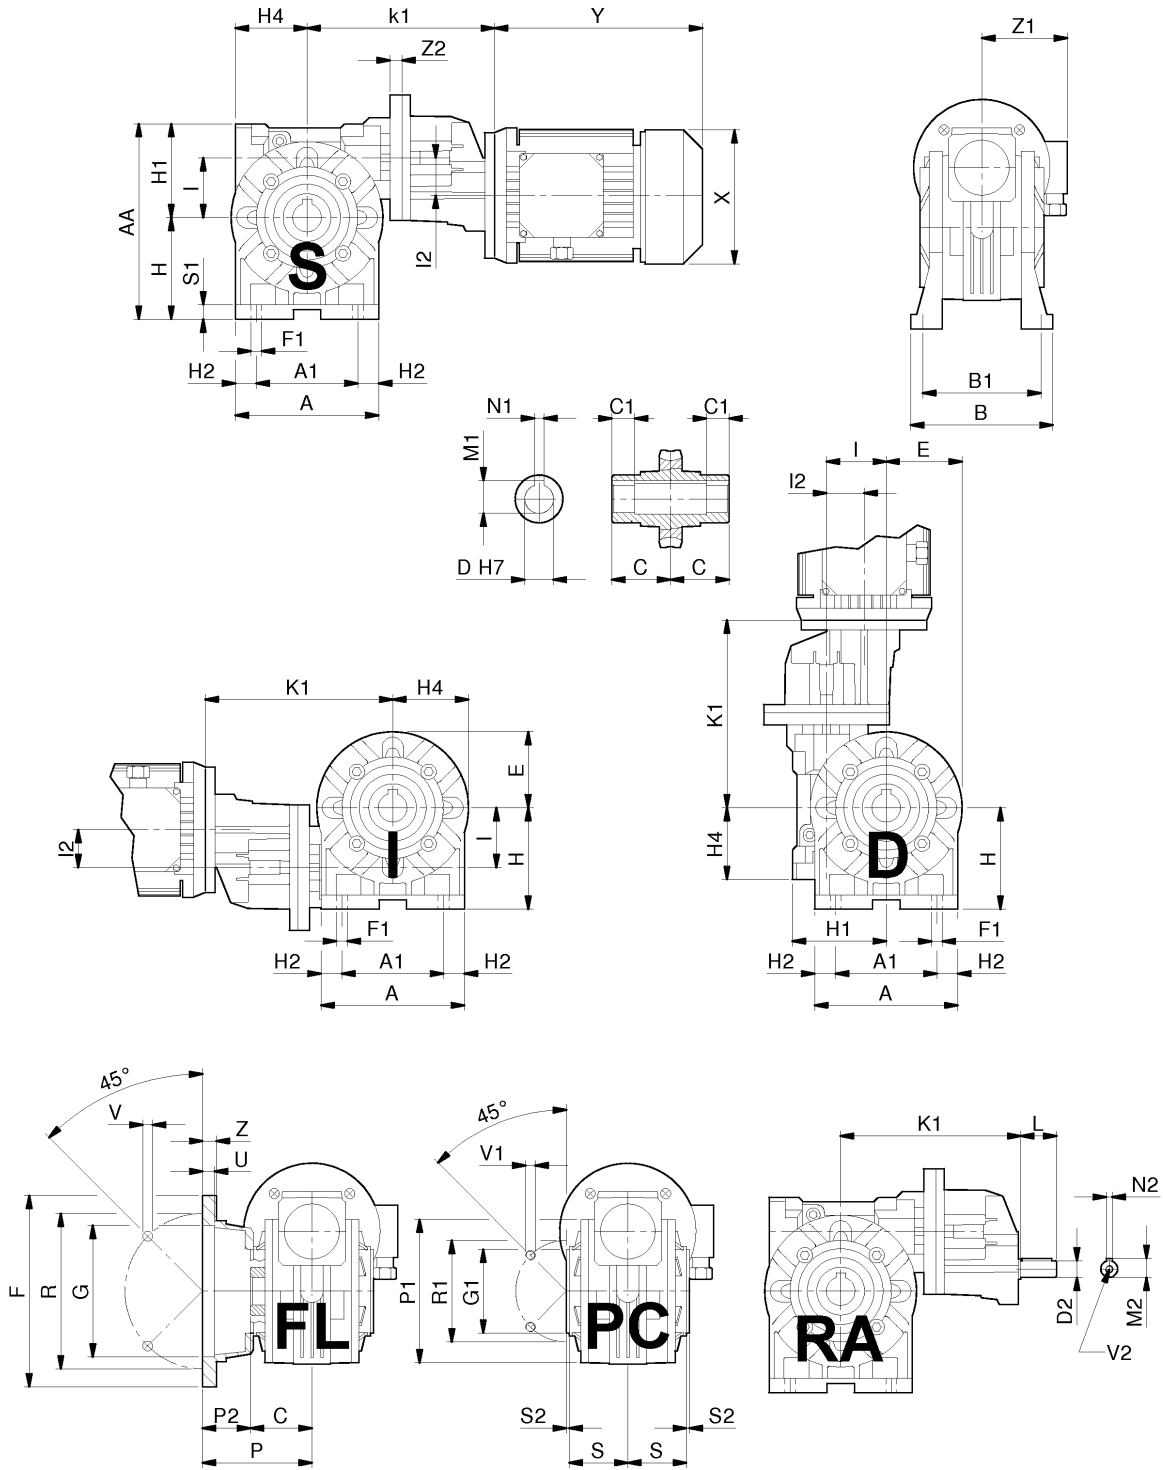 H4 k1 Y Z1
Z2
H1 I
AA X
H S1 S I2
F1
H2 A1 H2 B1
A B
N1 C1 C1 I E
M1 I2
D H7 C C
K1 H4
K1
E
I2 I H H4 H
I D
F1 H1 F1
H2 A1 H2 H2 A1 H2
A A
45° 45°
V Z V1 K1 L
U N2
F R G P1 R1 G1 D2 M2
FL PC RA
V2
P2 C S2 S2
P S S